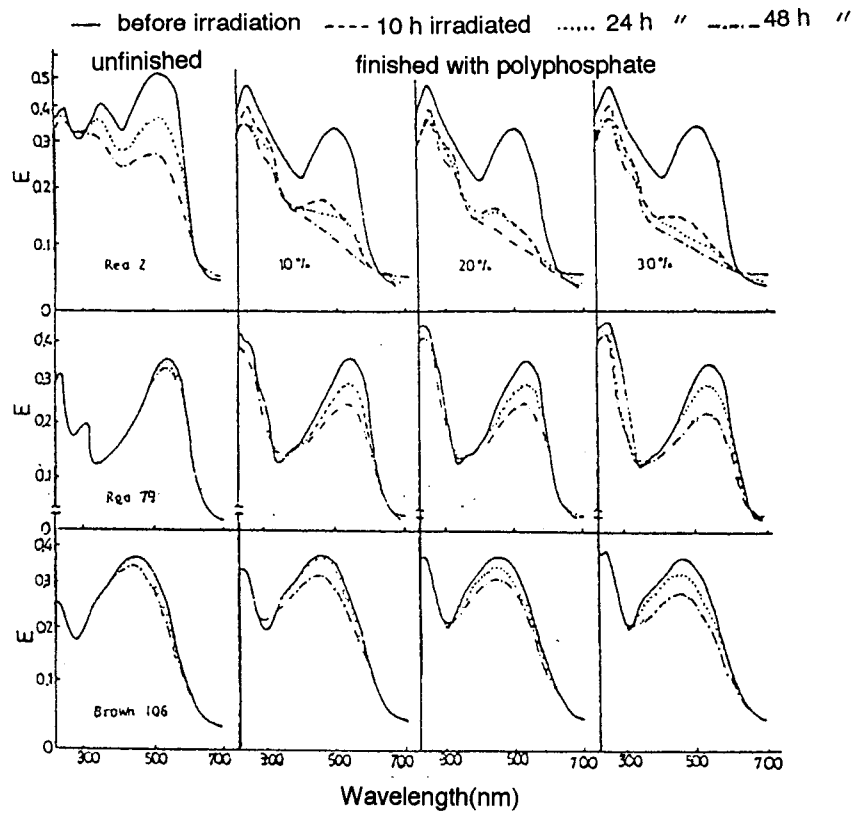 before irradiation 10 h irradiated 24 h " 48 h "
unfinished finished with polyphosphate
0.5
0.4
0.3
E
0.2
0.1
Red 2 10% 20% 30%
0
0.4
0.3
E
0.2
0.1
Red 79
0
0.4
0.3
E 0.2
0.1
Brown 106
0
300 500 700 300 500 700 300 500 700 300 500 700
Wavelength(nm)